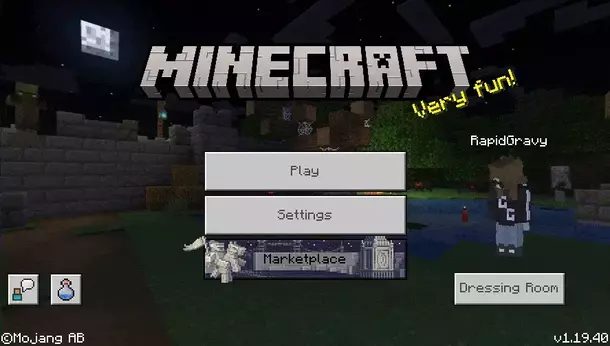 MINECRAFT
Very fun!
RapidGravy
Play
Settings
Marketplace
Dressing Room
©Mojang AB
v1.19.40